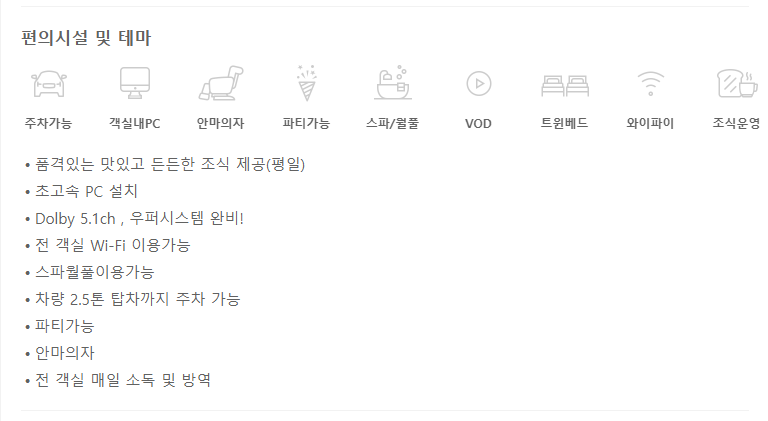 편의시설 및 테마
주차가능 객실내PC 안마의자 파티가능 스파/월풀 VOD 트윈베드 와이파이 조식운영
• 품격있는 맛있고 든든한 조식 제공(평일)
• 초고속 PC 설치
• Dolby 5.1ch , 우퍼시스템 완비!
• 전 객실 Wi-Fi 이용가능
• 스파월풀이용가능
• 차량 2.5톤 탑차까지 주차 가능
• 파티가능
• 안마의자
• 전 객실 매일 소독 및 방역